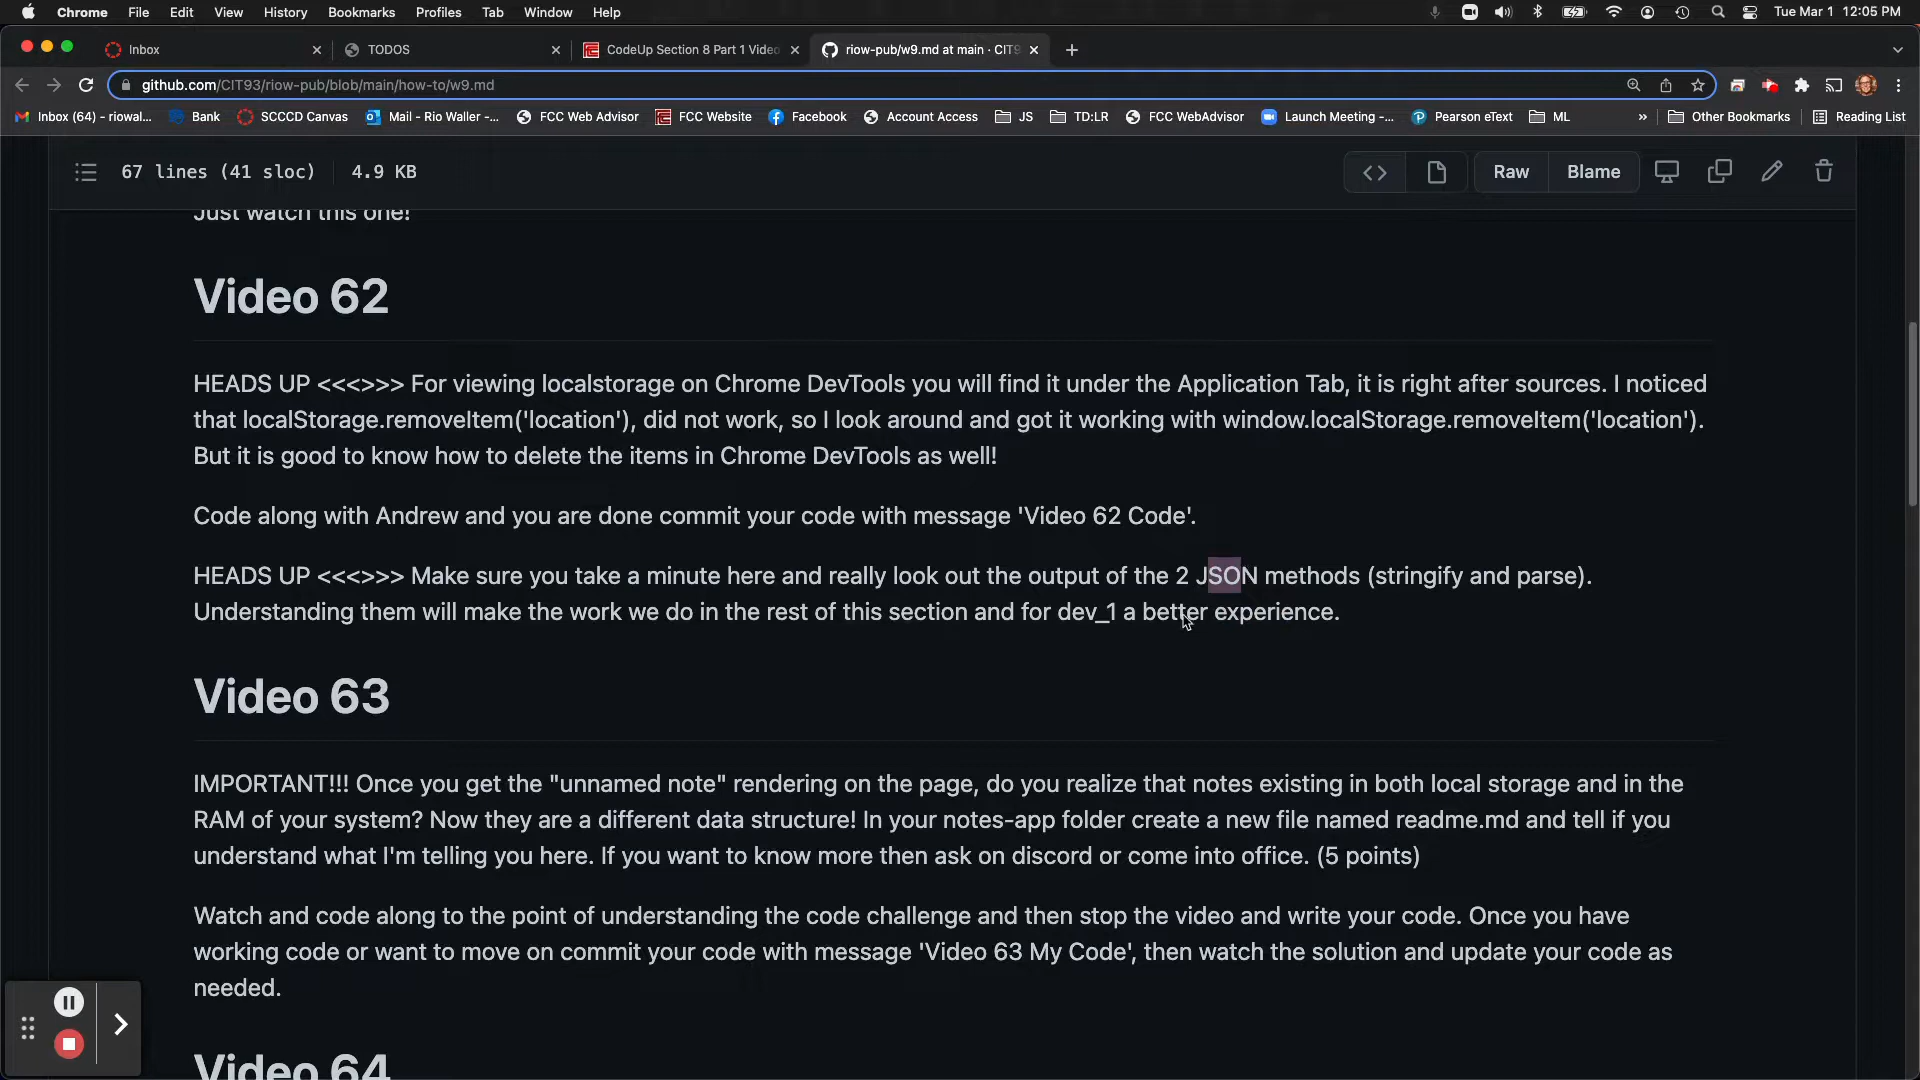 Chrome File Edit View History Bookmarks Profiles Tab Window Help Tue Mar 1 12:05 PM
Inbox TODOS CodeUp Section 8 Part 1 Video riow-pub/w9.md at main · CIT9
github.com/CIT93/riow-pub/blob/main/how-to/w9.md
Inbox (64) - riowal... Bank SCCCD Canvas Mail - Rio Waller -... FCC Web Advisor FCC Website Facebook Account Access JS TD:LR FCC WebAdvisor Launch Meeting -... Pearson eText ML » Other Bookmarks Reading List
67 lines (41 sloc) 4.9 KB Raw Blame
Just watch this one!
Video 62
HEADS UP <<<>>> For viewing localstorage on Chrome DevTools you will find it under the Application Tab, it is right after sources. I noticed
that localStorage.removeItem('location'), did not work, so I look around and got it working with window.localStorage.removeItem('location').
But it is good to know how to delete the items in Chrome DevTools as well!
Code along with Andrew and you are done commit your code with message 'Video 62 Code'.
HEADS UP <<<>>> Make sure you take a minute here and really look out the output of the 2 JSON methods (stringify and parse).
Understanding them will make the work we do in the rest of this section and for dev_1 a better experience.
Video 63
IMPORTANT!!! Once you get the "unnamed note" rendering on the page, do you realize that notes existing in both local storage and in the
RAM of your system? Now they are a different data structure! In your notes-app folder create a new file named readme.md and tell if you
understand what I'm telling you here. If you want to know more then ask on discord or come into office. (5 points)
Watch and code along to the point of understanding the code challenge and then stop the video and write your code. Once you have
working code or want to move on commit your code with message 'Video 63 My Code', then watch the solution and update your code as
needed.
Video 64